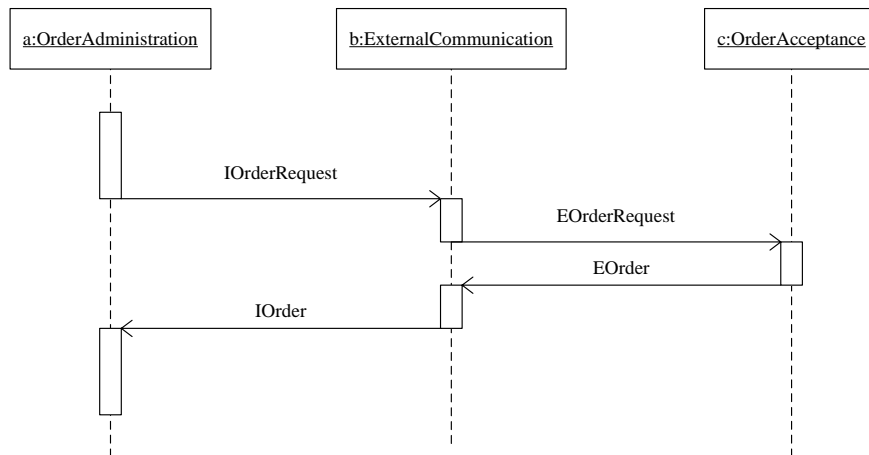 a:OrderAdministration
b:ExternalCommunication
c:OrderAcceptance
IOrderRequest
EOrderRequest
EOrder
IOrder